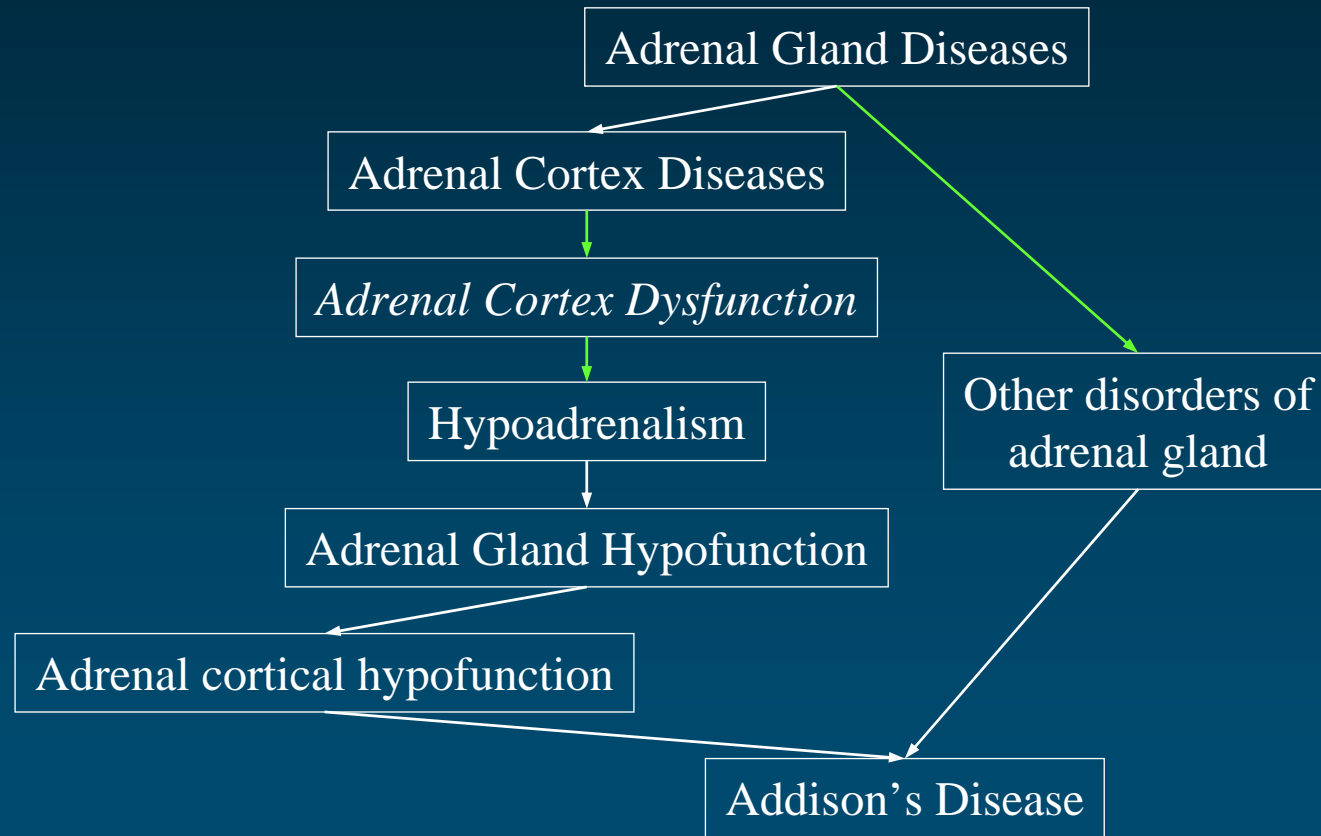 Adrenal Gland Diseases
Adrenal Cortex Diseases
Adrenal Cortex Dysfunction
Hypoadrenalism
Other disorders of
adrenal gland
Adrenal Gland Hypofunction
Adrenal cortical hypofunction
Addison’s Disease